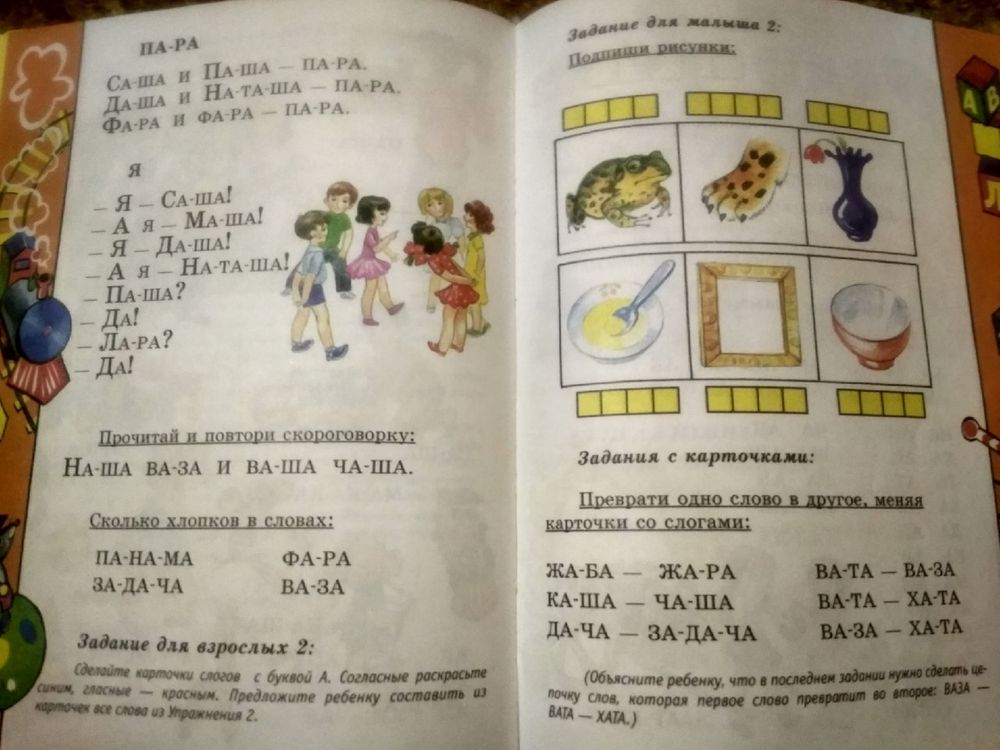 ПА-РА
СА-ША И ПА-ША — ПА-РА.
ДА-ША И НА-ТА-ША — ПА-РА.
ФА-РА И ФА-РА — ПА-РА.
Я
– Я – СА-ША!
– А Я – МА-ША!
– Я – ДА-ША!
– А Я – НА-ТА-ША!
– ПА-ША?
– ДА!
– ЛА-РА?
– ДА!
Прочитай и повтори скороговорку:
НА-ША ВА-ЗА И ВА-ША ЧА-ША.
Сколько хлопков в словах:
ПА-НА-МА ФА-РА
ЗА-ДА-ЧА ВА-ЗА
Задание для взрослых 2:
Сделайте карточки слогов с буквой А. Согласные раскрасьте
синим, гласные — красным. Предложите ребенку составить из
карточек все слова из Упражнения 2.
Задание для малыша 2:
Подпиши рисунки:
Задания с карточками:
Преврати одно слово в другое, меняя
карточки со слогами:
ЖА-БА — ЖА-РА ВА-ТА — ВА-ЗА
КА-ША — ЧА-ША ВА-ТА — ХА-ТА
ДА-ЧА — ЗА-ДА-ЧА ВА-ЗА — ХА-ТА
(Объясните ребенку, что в последнем задании нужно сделать це-
почку слов, которая первое слово превратит во второе: ВАЗА —
ВАТА — ХАТА.)
А В
Л